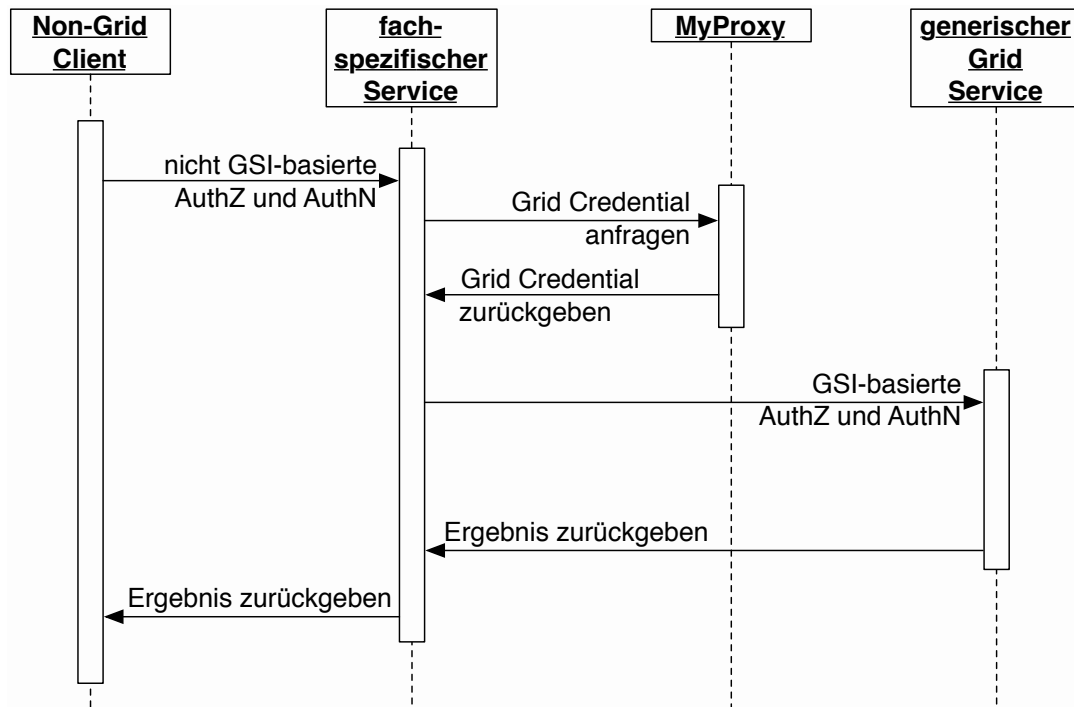 Non-Grid
Client
fach-
spezifischer
Service
MyProxy
generischer
Grid
Service
nicht GSI-basierte
AuthZ und AuthN
Grid Credential
anfragen
Grid Credential
zurückgeben
GSI-basierte
AuthZ und AuthN
Ergebnis zurückgeben
Ergebnis zurückgeben